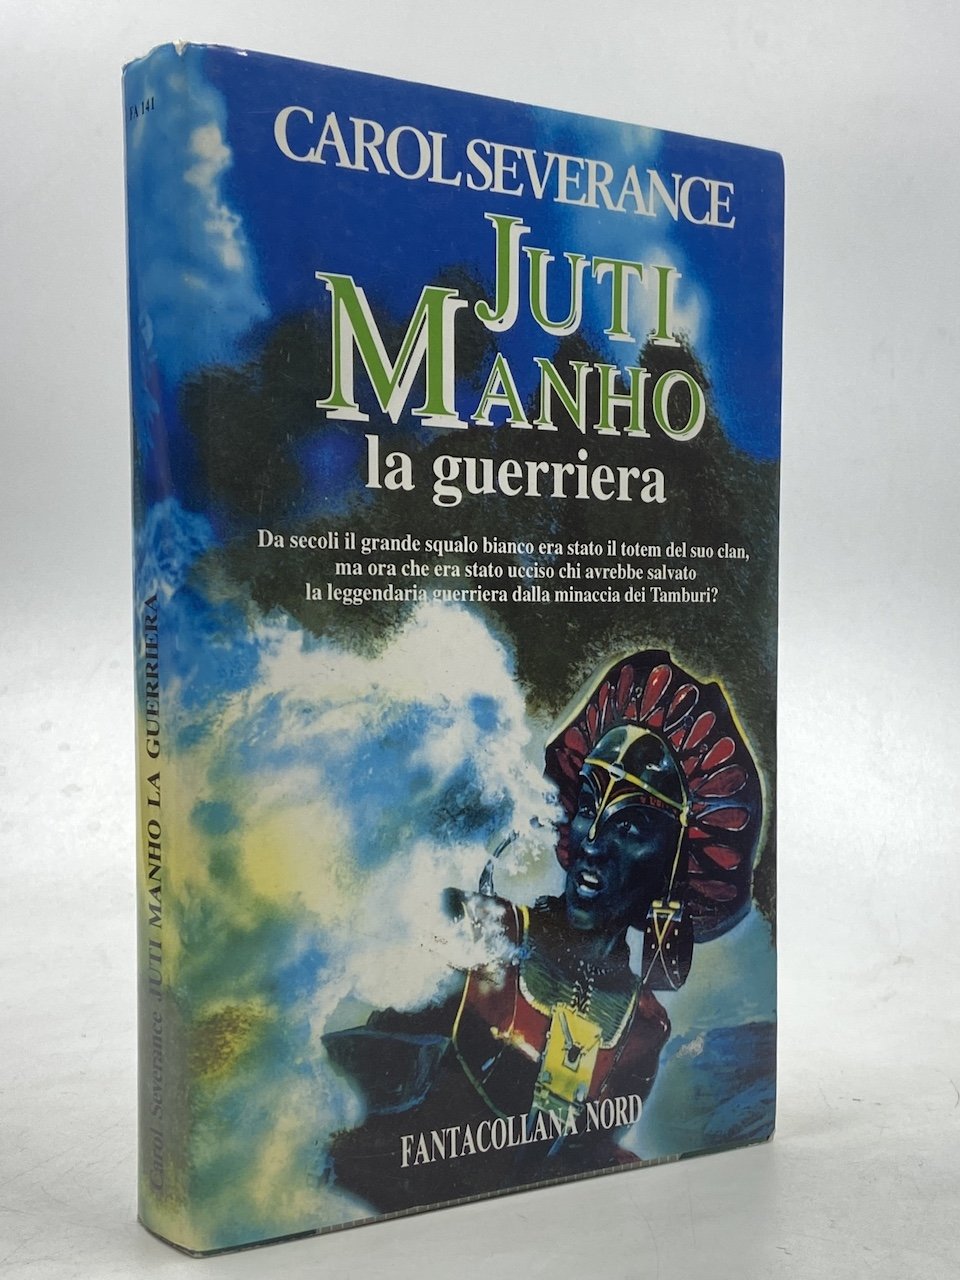 FA 141
Carol Severance JUTI MANHO LA GUERRIERA
CAROL SEVERANCE
JUTI
MANHO
la guerriera
Da secoli il grande squalo bianco era stato il totem del suo clan,
ma ora che era stato ucciso chi avrebbe salvato
la leggendaria guerriera dalla minaccia dei Tamburi?
FANTACOLLANA NORD